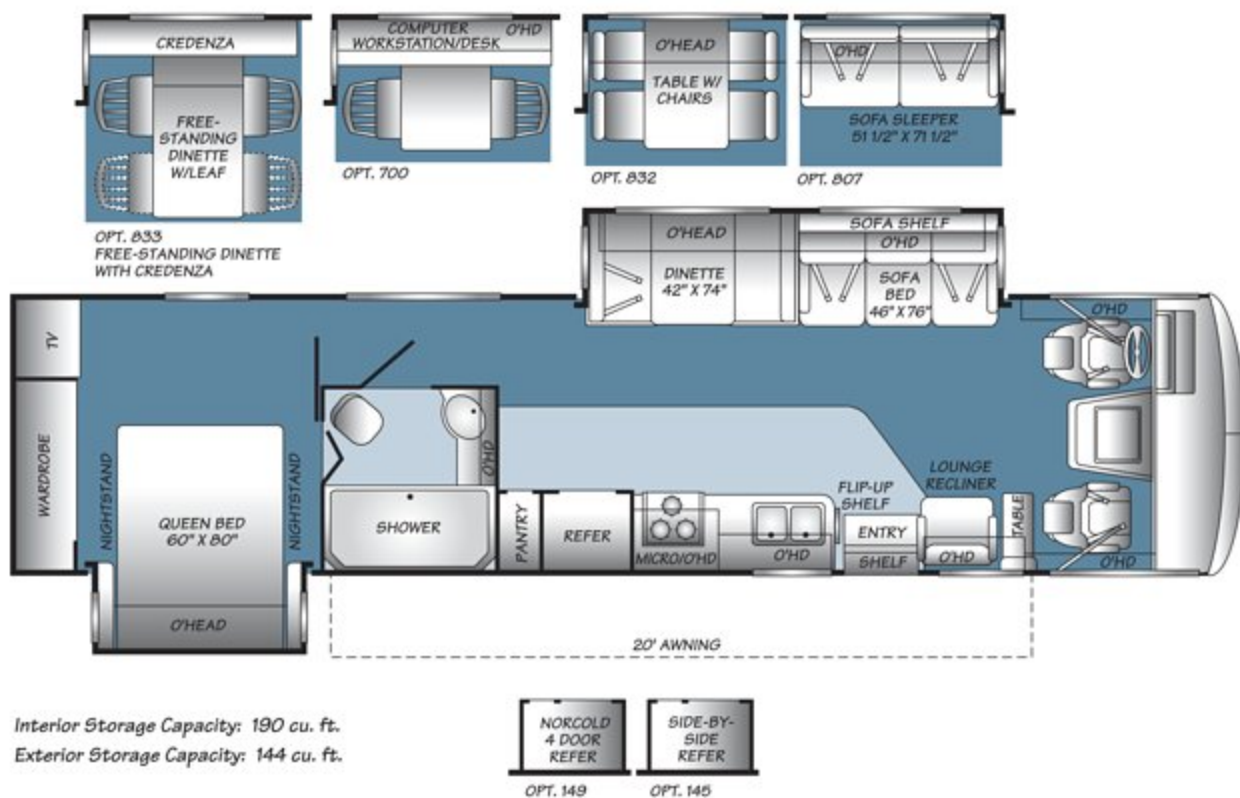 CREDENZA
FREE-
STANDING
DINETTE
W/LEAF
OPT. 833
FREE-STANDING DINETTE
WITH CREDENZA
COMPUTER
WORKSTATION/DESK
O'HD
OPT. 700
O'HEAD
TABLE W/
CHAIRS
OPT. 832
O'HD
SOFA SLEEPER
51 1/2" X 71 1/2"
OPT. 807
O'HEAD
DINETTE
42" X 74"
SOFA SHELF
O'HD
SOFA
BED
46" X 76"
O'HD
TV
WARDROBE
NIGHTSTAND
QUEEN BED
60" X 80"
NIGHTSTAND
O'HEAD
O'HD
SHOWER
PANTRY
REFER
MICRO/O'HD
O'HD
FLIP-UP
SHELF
ENTRY
SHELF
LOUNGE
RECLINER
O'HD
TABLE
O'HD
20' AWNING
Interior Storage Capacity: 190 cu. ft.
Exterior Storage Capacity: 144 cu. ft.
NORCOLD
4 DOOR
REFER
OPT. 149
SIDE-BY-
SIDE
REFER
OPT. 145